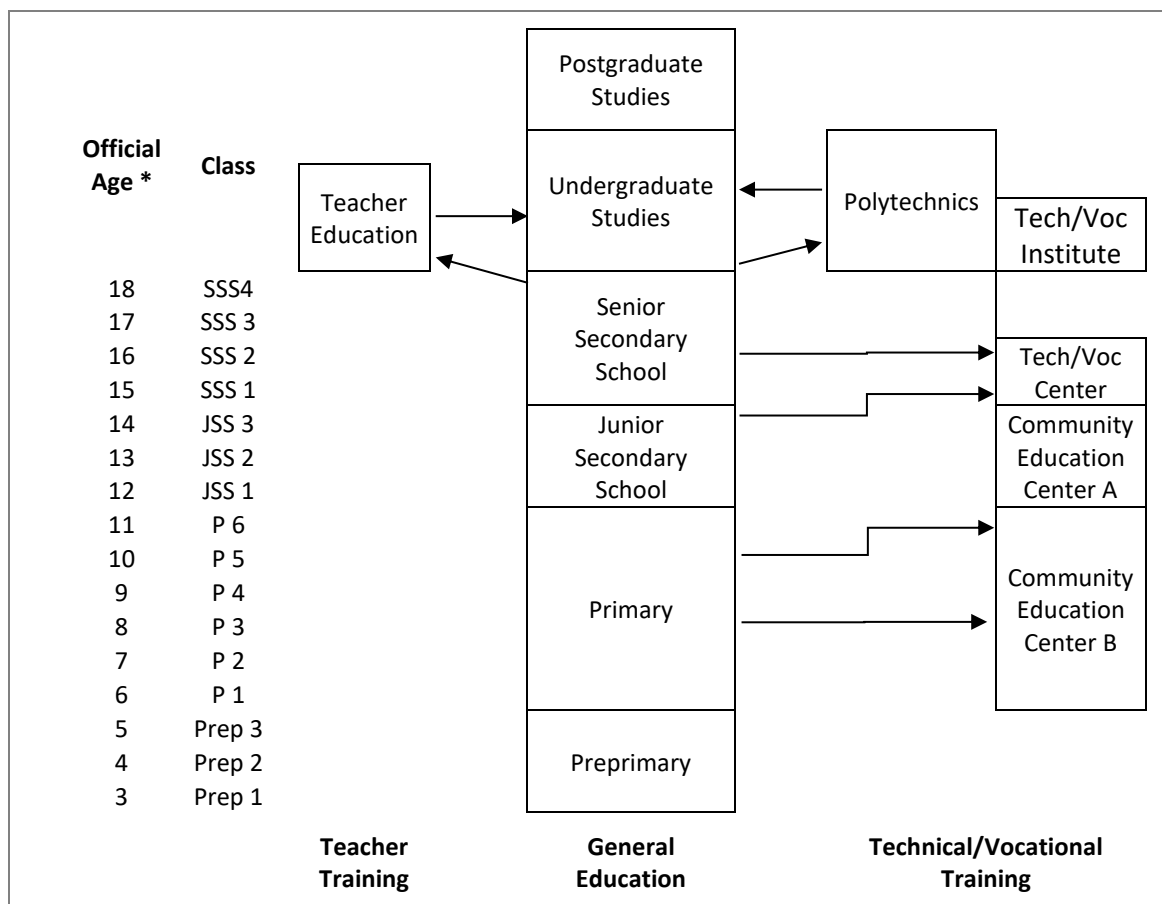 Postgraduate
Studies
Official
Age *
Class
Teacher
Education
Undergraduate
Studies
Polytechnics
Tech/Voc
Institute
18 SSS4
17 SSS 3
16 SSS 2
15 SSS 1
14 JSS 3
13 JSS 2
12 JSS 1
11 P 6
10 P 5
9 P 4
8 P 3
7 P 2
6 P 1
5 Prep 3
4 Prep 2
3 Prep 1
Senior
Secondary
School
Tech/Voc
Center
Junior
Secondary
School
Community
Education
Center A
Primary
Community
Education
Center B
Preprimary
Teacher
Training
General
Education
Technical/Vocational
Training